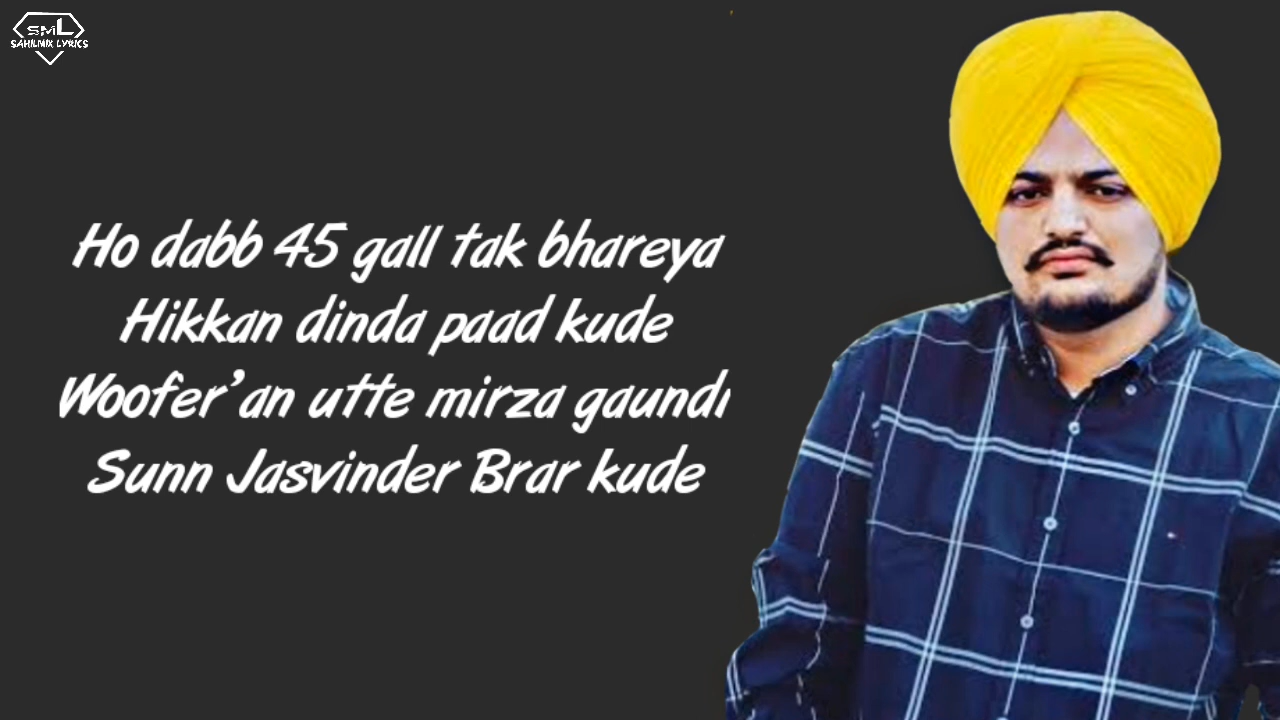 SML
SAHILMIX LYRICS
Ho dabb 45 gall tak bhareya
Hikkan dinda paad kude
Woofer'an utte mirza gaundi
Sunn Jasvinder Brar kude